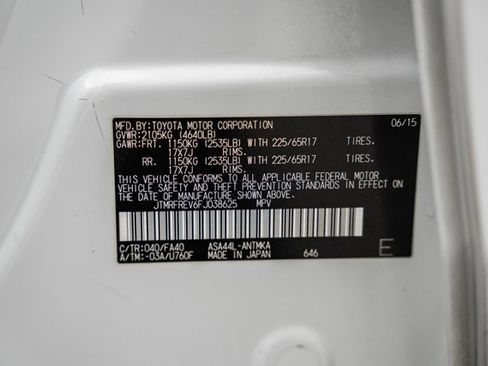 MFD.BY:TOYOTA MOTOR CORPORATION 06/15
GVWR:2105KG (4640LB)
GAWR:FRT. 1150KG (2535LB) WITH 225/65R17 TIRES.
17X7J RIMS.
RR. 1150KG (2535LB) WITH 225/65R17 TIRES.
17X7J RIMS.
THIS VEHICLE CONFORMS TO ALL APPLICABLE FEDERAL MOTOR
VEHICLE SAFETY AND THEFT PREVENTION STANDARDS IN EFFECT ON
THE DATE OF MANUFACTURE SHOWN ABOVE.
JTMRFREV6FJ038625 MPV
C/TR:040/FA40 ASA44L-ANTMKA
A/TM:-03A/U760F MADE IN JAPAN 646 E